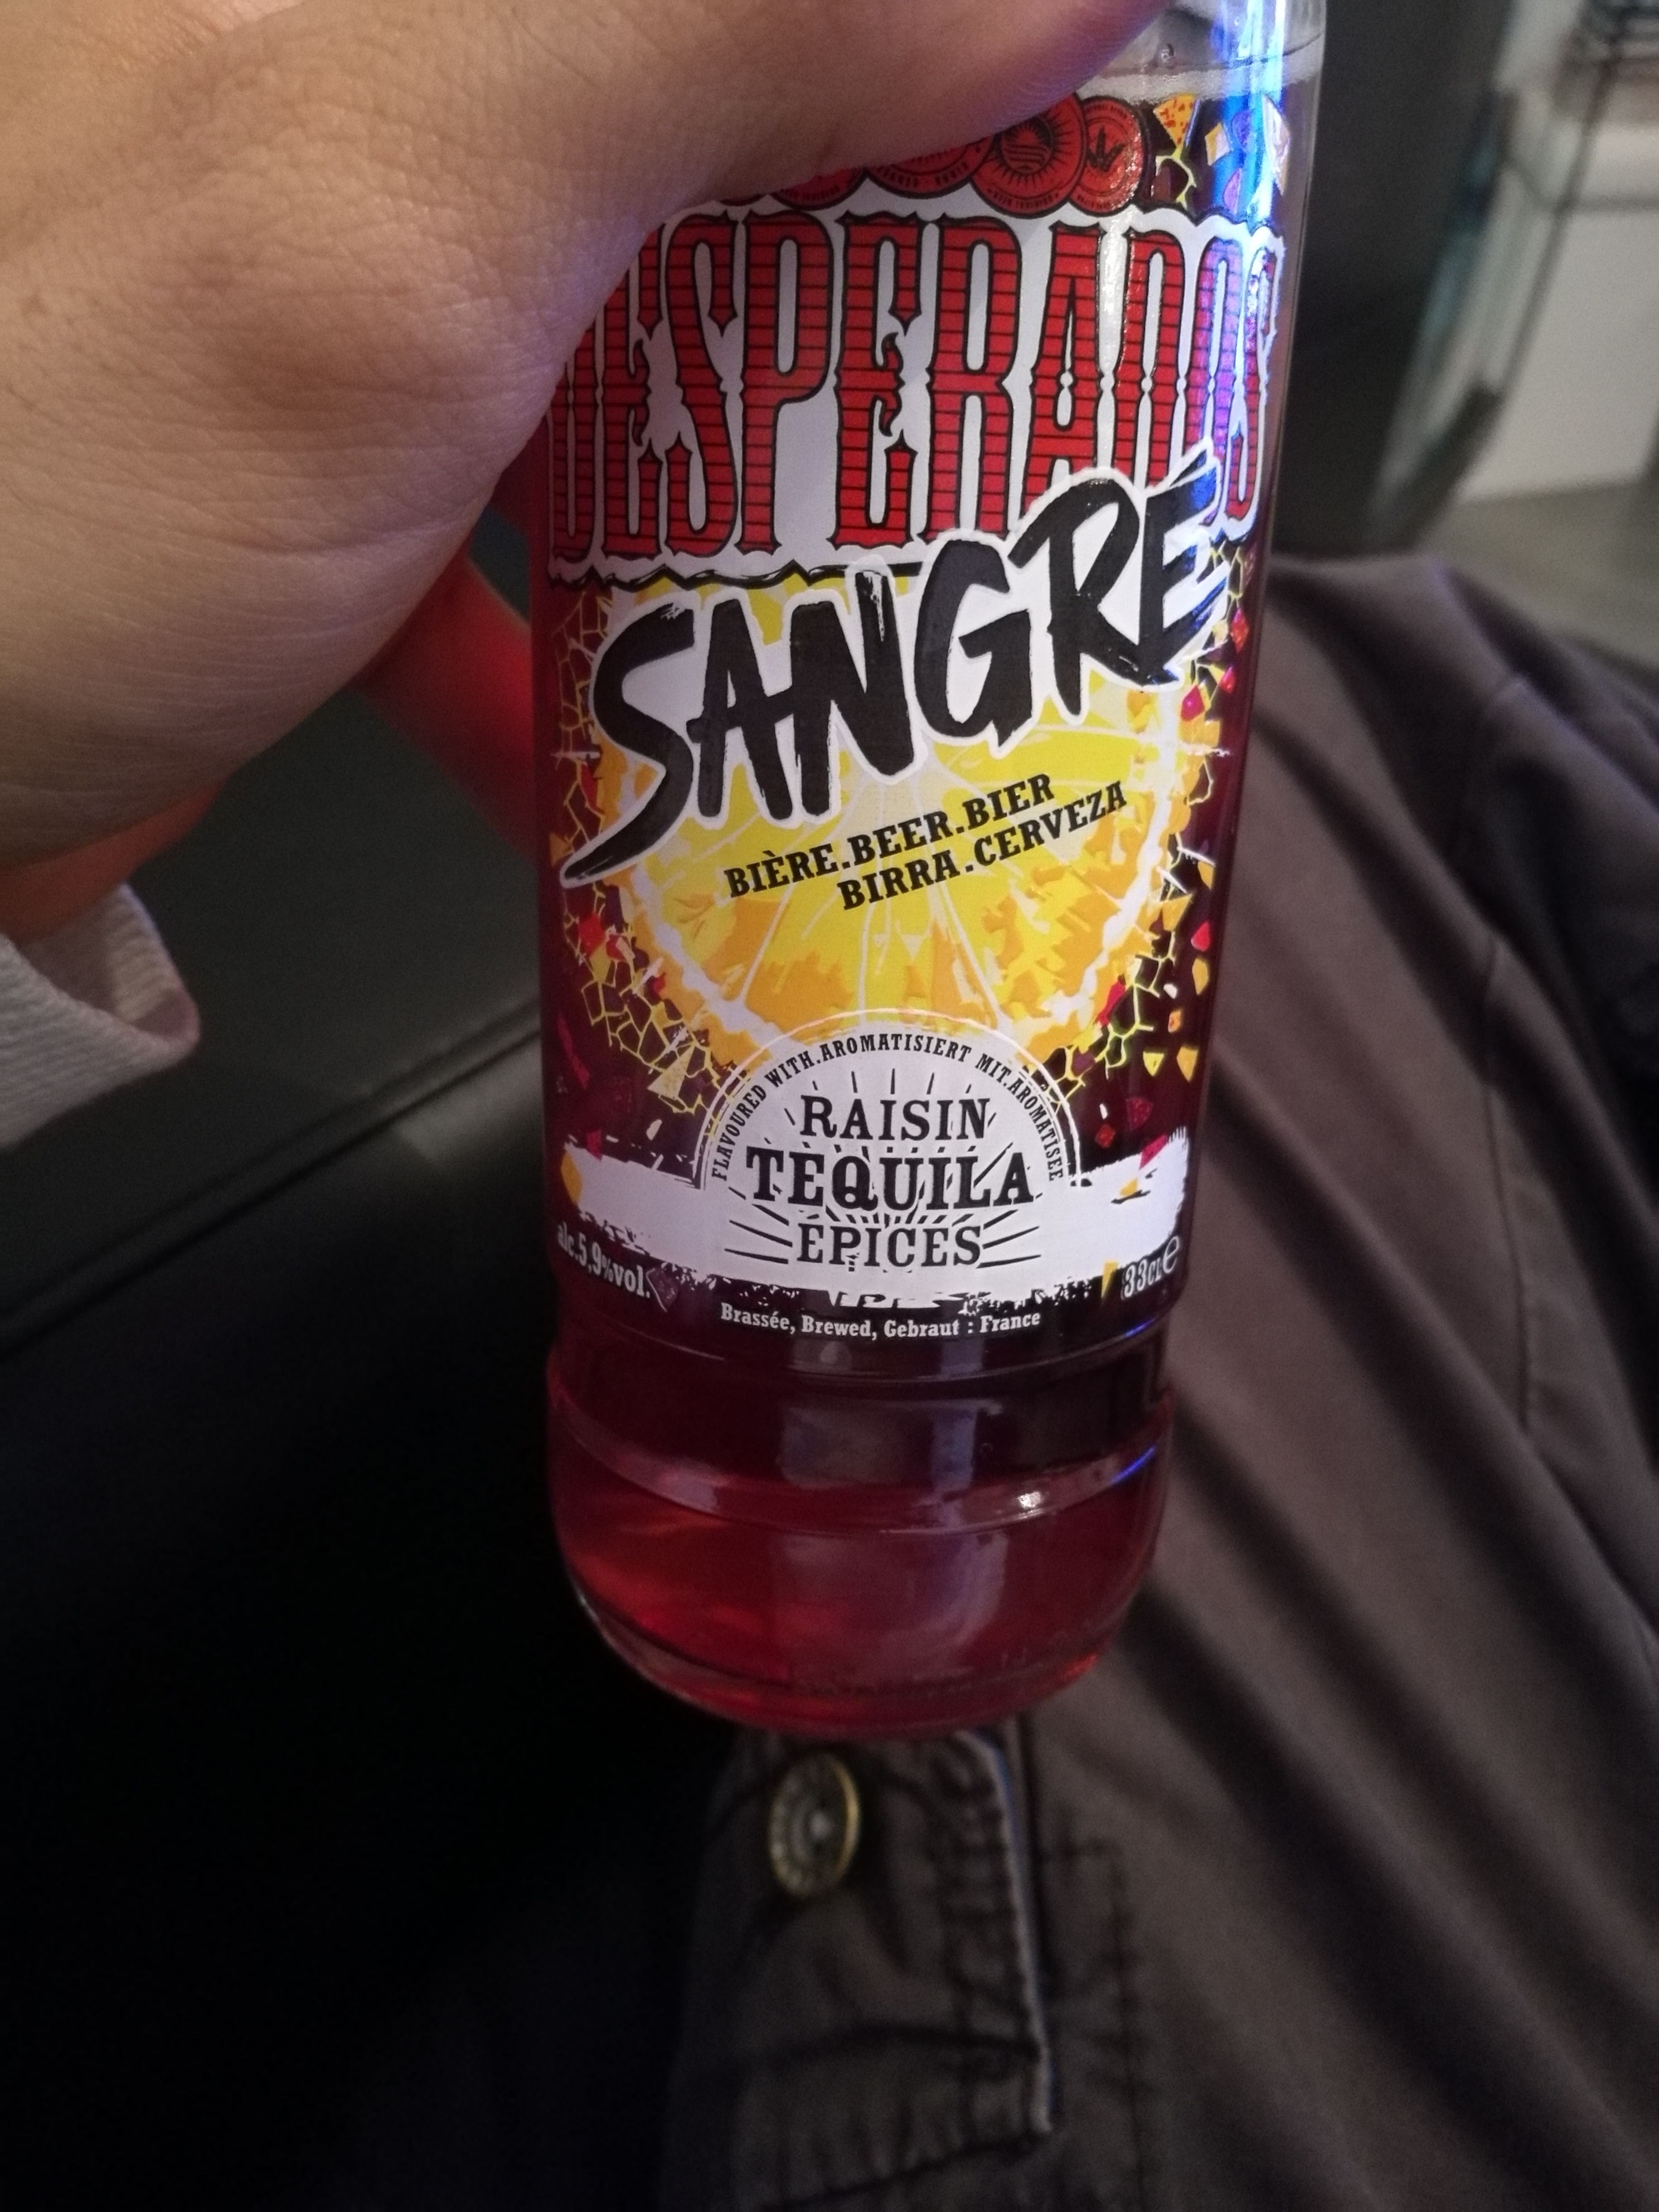 DESPERADOS
SANGRÉ
BIÈRE.BEER.BIER
BIRRA.CERVEZA
FLAVOURED WITH.AROMATISIERT MIT.AROMATISÉE
RAISIN
TEQUILA
ÉPICES
alc.5,9%vol.
33cl e
Brassée, Brewed, Gebraut : France